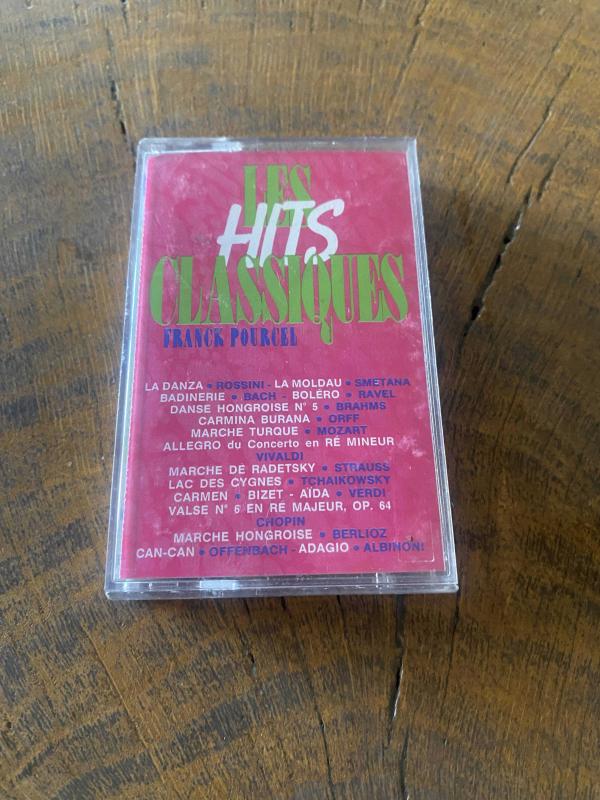 LES
HITS
CLASSIQUES
FRANCK POURCEL
LA DANZA • ROSSINI - LA MOLDAU • SMETANA
BADINERIE • BACH - BOLÉRO • RAVEL
DANSE HONGROISE N° 5 • BRAHMS
CARMINA BURANA • ORFF
MARCHE TURQUE • MOZART
ALLEGRO du Concerto en RÉ MINEUR
VIVALDI
MARCHE DE RADETSKY • STRAUSS
LAC DES CYGNES • TCHAIKOWSKY
CARMEN • BIZET - AÏDA • VERDI
VALSE N° 6 EN RE MAJEUR, OP. 64
CHOPIN
MARCHE HONGROISE • BERLIOZ
CAN-CAN • OFFENBACH - ADAGIO • ALBINONI